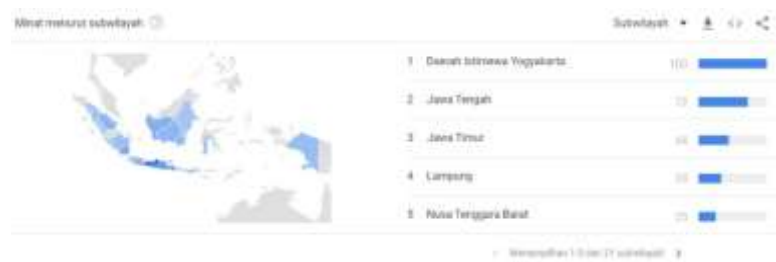 Minat menurut subwilayah
Subwilayah
1 Daerah Istimewa Yogyakarta 100
2 Jawa Tengah
3 Jawa Timur
4 Lampung
5 Nusa Tenggara Barat
Menampilkan 1-5 dari 21 subwilayah